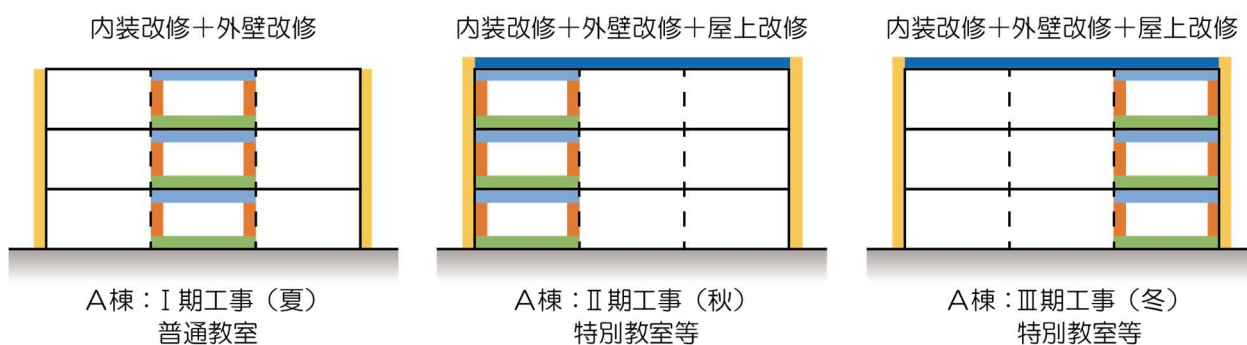 内装改修＋外壁改修
内装改修＋外壁改修＋屋上改修
内装改修＋外壁改修＋屋上改修
A棟：Ⅰ期工事（夏）
普通教室
A棟：Ⅱ期工事（秋）
特別教室等
A棟：Ⅲ期工事（冬）
特別教室等